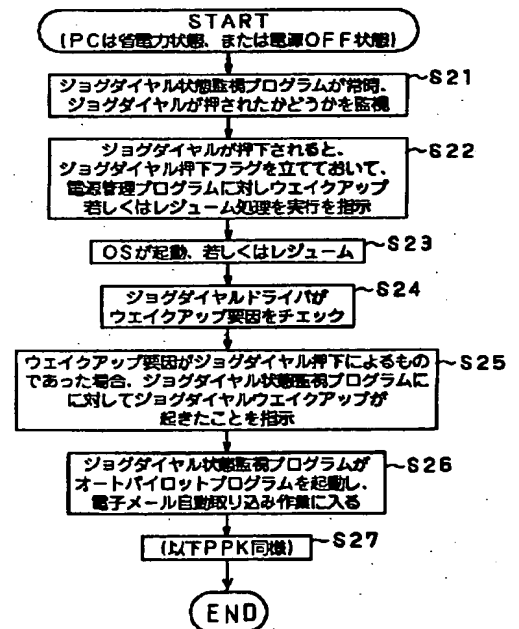 START
(PCは省電力状態、または電源OFF状態)
ジョグダイヤル状態監視プログラムが常時、
ジョグダイヤルが押されたかどうかを監視
S21
ジョグダイヤルが押下されると、
ジョグダイヤル押下フラグを立てておいて、
電源管理プログラムに対しウエイクアップ
若しくはレジューム処理を実行を指示
S22
OSが起動、若しくはレジューム
S23
ジョグダイヤルドライバが
ウェイクアップ要因をチェック
S24
ウエイクアップ要因がジョグダイヤル押下によるもの
であった場合、ジョグダイヤル状態監視プログラムに
に対してジョグダイヤルウエイクアップが
起きたことを指示
S25
ジョグダイヤル状態監視プログラムが
オートパイロットプログラムを起動し、
電子メール自動取り込み作業に入る
S26
(以下PPK同様)
S27
END